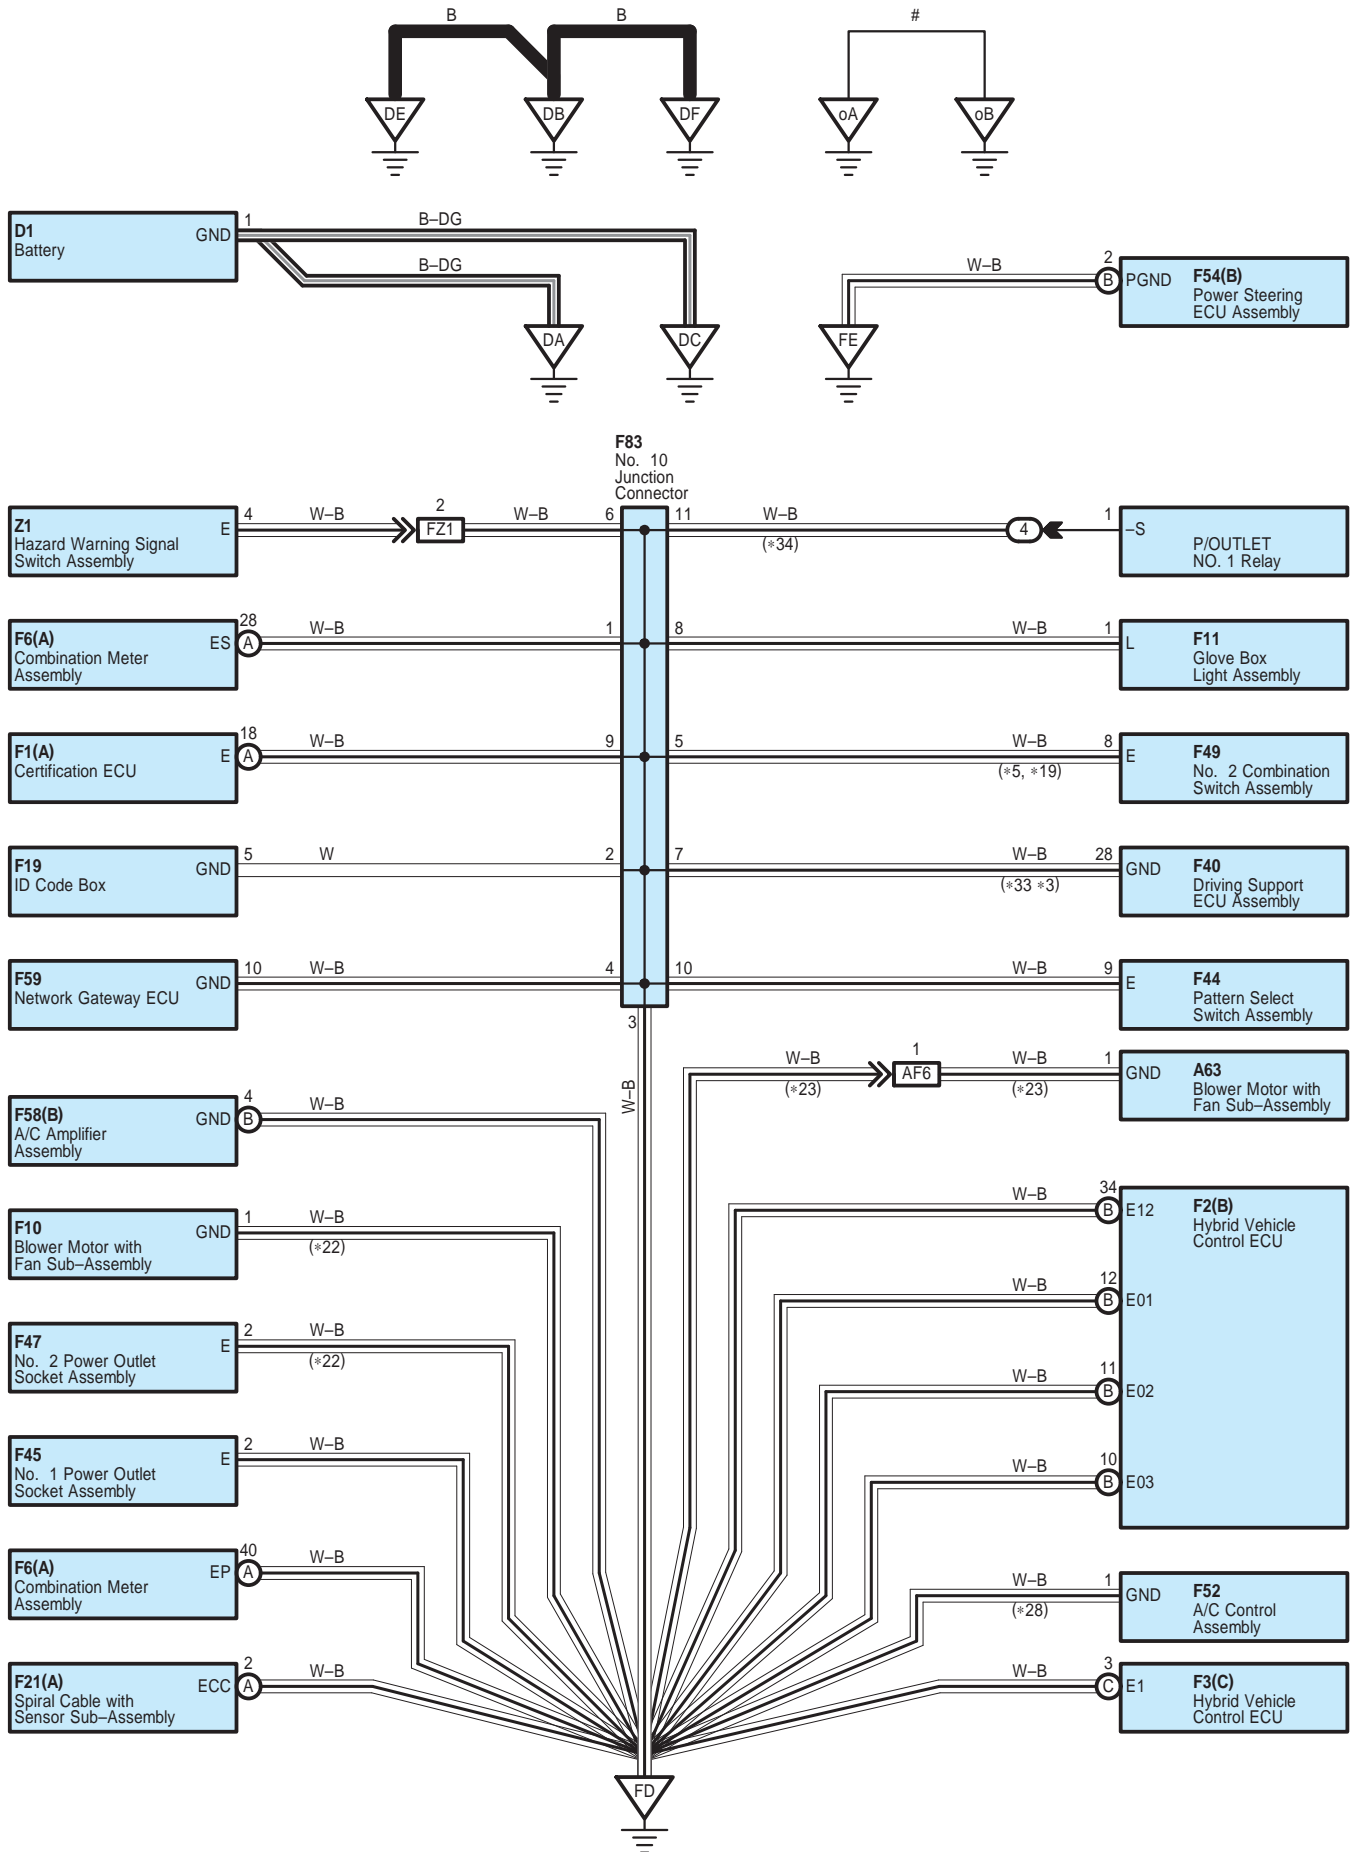 B B #
DE DB DF oA oB
D1
Battery
GND 1 B–DG
B–DG
DA DC
W–B 2 B PGND F54(B)
Power Steering
ECU Assembly
FE
F83
No. 10
Junction
Connector
Z1
Hazard Warning Signal
Switch Assembly
E 4 W–B 2 FZ1 W–B 6 11 W–B (*34) 4 1 –S
P/OUTLET
NO. 1 Relay
F6(A)
Combination Meter
Assembly
ES 28 A W–B 1 8 W–B 1 L
F11
Glove Box
Light Assembly
F1(A)
Certification ECU
E 18 A W–B 9 5 W–B (*5, *19) 8 E
F49
No. 2 Combination
Switch Assembly
F19
ID Code Box
GND 5 W 2 7 W–B (*33 *3) 28 GND
F40
Driving Support
ECU Assembly
F59
Network Gateway ECU
GND 10 W–B 4 10 W–B 9 E
F44
Pattern Select
Switch Assembly
3 W–B
W–B (*23) 1 AF6 W–B (*23) 1 GND
A63
Blower Motor with
Fan Sub–Assembly
F58(B)
A/C Amplifier
Assembly
GND 4 B W–B
F10
Blower Motor with
Fan Sub–Assembly
GND 1 W–B (*22)
W–B 34 B E12
F2(B)
Hybrid Vehicle
Control ECU
W–B 12 B E01
F47
No. 2 Power Outlet
Socket Assembly
E 2 W–B (*22)
W–B 11 B E02
F45
No. 1 Power Outlet
Socket Assembly
E 2 W–B
W–B 10 B E03
F6(A)
Combination Meter
Assembly
EP 40 A W–B
W–B (*28) 1 GND
F52
A/C Control
Assembly
F21(A)
Spiral Cable with
Sensor Sub–Assembly
ECC 2 A W–B
W–B 3 C E1
F3(C)
Hybrid Vehicle
Control ECU
FD